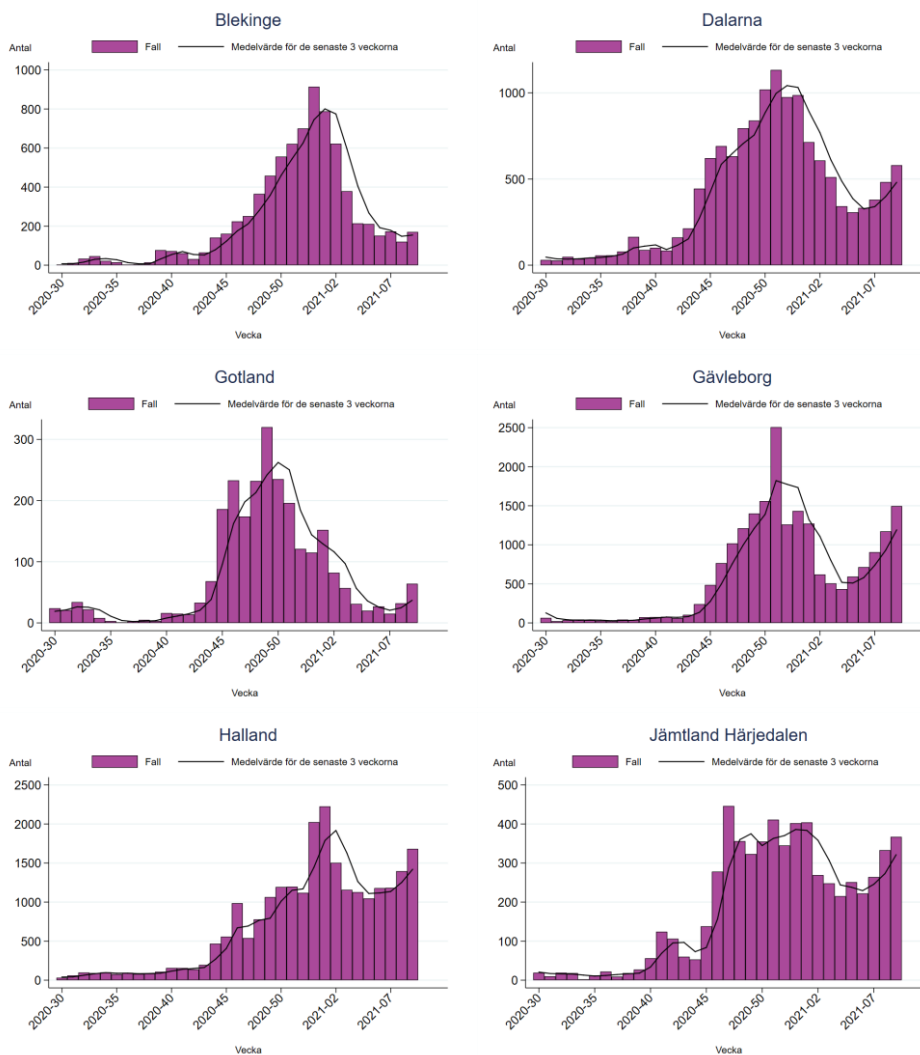 Blekinge
Antal Fall Medelvärde för de senaste 3 veckorna
1000
800
600
400
200
0
2020-30 2020-35 2020-40 2020-45 2020-50 2021-02 2021-07
Vecka
Dalarna
Antal Fall Medelvärde för de senaste 3 veckorna
1000
500
0
2020-30 2020-35 2020-40 2020-45 2020-50 2021-02 2021-07
Vecka
Gotland
Antal Fall Medelvärde för de senaste 3 veckorna
300
200
100
0
2020-30 2020-35 2020-40 2020-45 2020-50 2021-02 2021-07
Vecka
Gävleborg
Antal Fall Medelvärde för de senaste 3 veckorna
2500
2000
1500
1000
500
0
2020-30 2020-35 2020-40 2020-45 2020-50 2021-02 2021-07
Vecka
Halland
Antal Fall Medelvärde för de senaste 3 veckorna
2500
2000
1500
1000
500
0
2020-30 2020-35 2020-40 2020-45 2020-50 2021-02 2021-07
Vecka
Jämtland Härjedalen
Antal Fall Medelvärde för de senaste 3 veckorna
500
400
300
200
100
0
2020-30 2020-35 2020-40 2020-45 2020-50 2021-02 2021-07
Vecka